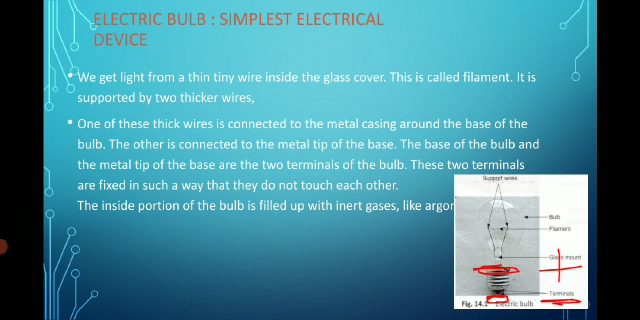 ELECTRIC BULB : SIMPLEST ELECTRICAL
DEVICE
• We get light from a thin tiny wire inside the glass cover. This is called filament. It is
supported by two thicker wires,
• One of these thick wires is connected to the metal casing around the base of the
bulb. The other is connected to the metal tip of the base. The base of the bulb and
the metal tip of the base are the two terminals of the bulb. These two terminals
are fixed in such a way that they do not touch each other.
The inside portion of the bulb is filled up with inert gases, like argon
Support wires
Bulb
Filament
Glass mount
Terminals
Fig. 14.1 Electric bulb